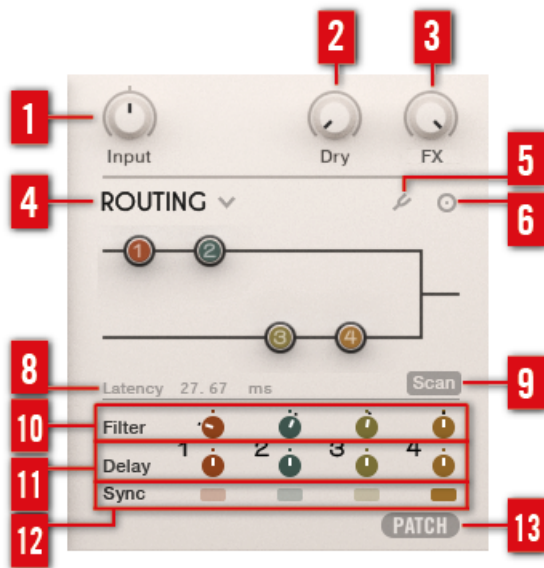 2 3
1
Input Dry FX
5
4 ROUTING
6
1 2
3 4
8 Latency 27.67 ms Scan 9
10 Filter
1 2 3 4
11 Delay
Sync
12 PATCH 13